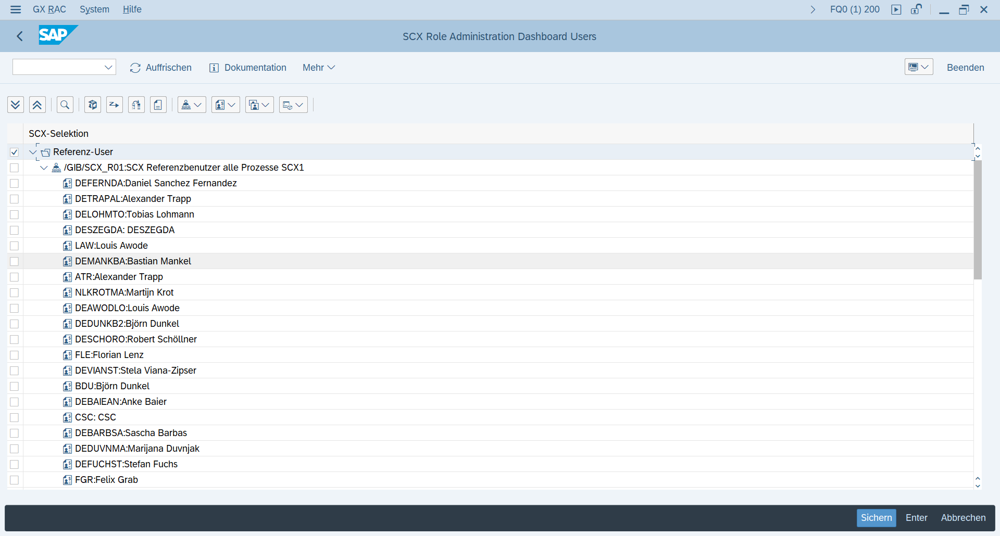 GX RAC System Hilfe FQ0 (1) 200
SAP SCX Role Administration Dashboard Users
Auffrischen Dokumentation Mehr Beenden
SCX-Selektion
Referenz-User
/GIB/SCX_R01:SCX Referenzbenutzer alle Prozesse SCX1
DEFERNDA:Daniel Sanchez Fernandez
DETRAPAL:Alexander Trapp
DELOHMTO:Tobias Lohmann
DESZEGDA: DESZEGDA
LAW:Louis Awode
DEMANKBA:Bastian Mankel
ATR:Alexander Trapp
NLKROTMA:Martijn Krot
DEAWODLO:Louis Awode
DEDUNKB2:Björn Dunkel
DESCHORO:Robert Schöllner
FLE:Florian Lenz
DEVIANST:Stela Viana-Zipser
BDU:Björn Dunkel
DEBAIEAN:Anke Baier
CSC: CSC
DEBARBSA:Sascha Barbas
DEDUVNMA:Marijana Duvnjak
DEFUCHST:Stefan Fuchs
FGR:Felix Grab
Sichern Enter Abbrechen